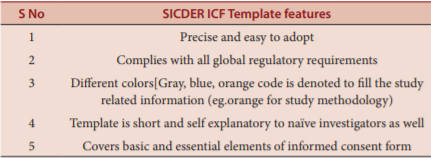 S No SICDER ICF Template features
1 Precise and easy to adopt
2 Complies with all global regulatory requirements
3 Different colors[Gray, blue, orange code is denoted to fill the study
related information (eg.orange for study methodology)
4 Template is short and self explanatory to naïve investigators as well
5 Covers basic and essential elements of informed consent form